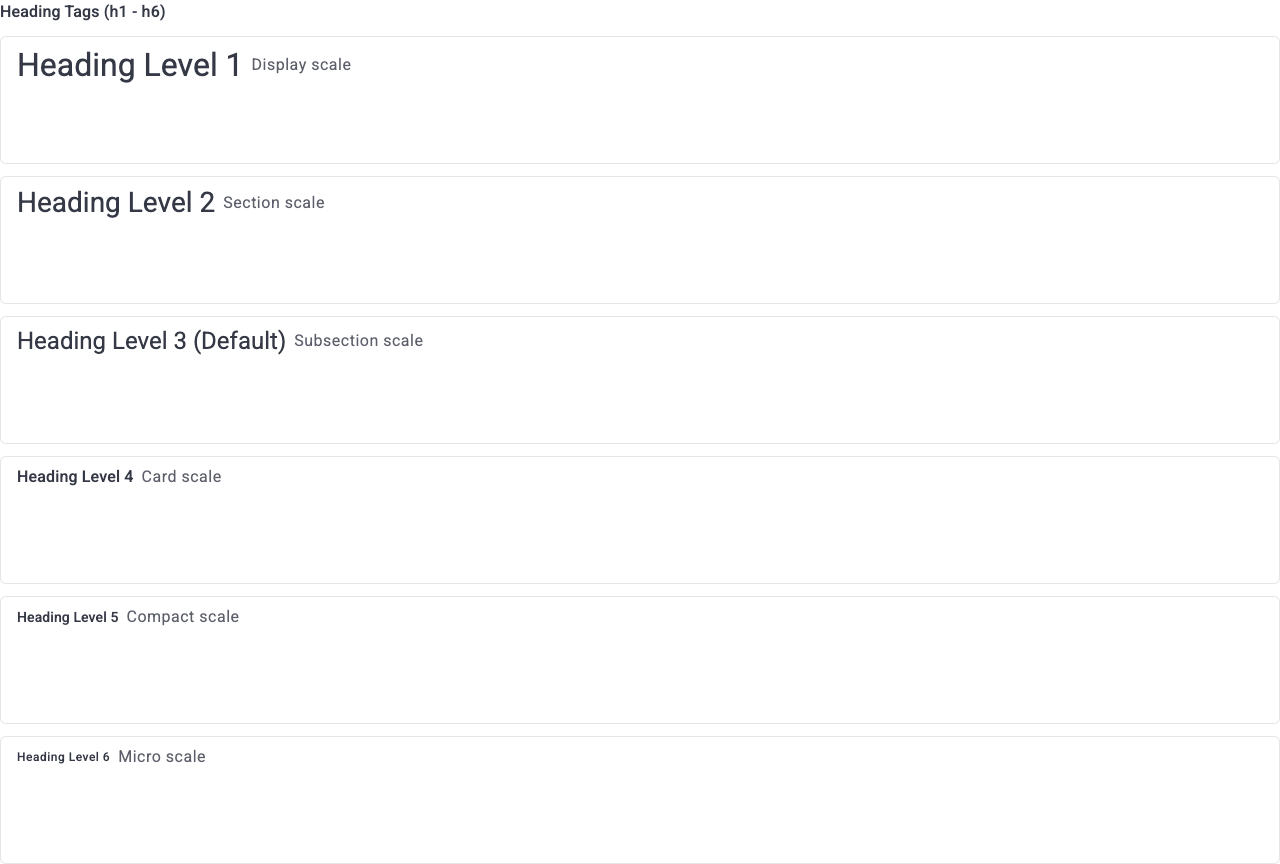 Heading Tags (h1 - h6)
Heading Level 1 Display scale
Heading Level 2 Section scale
Heading Level 3 (Default) Subsection scale
Heading Level 4 Card scale
Heading Level 5 Compact scale
Heading Level 6 Micro scale